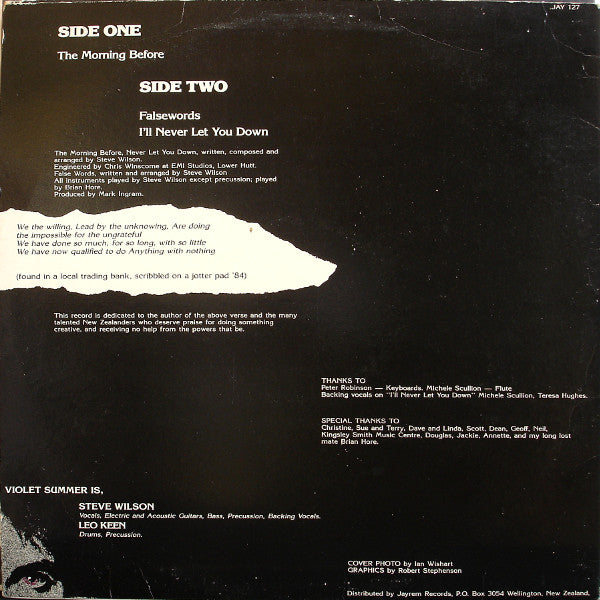 JAY 127
SIDE ONE
The Morning Before
SIDE TWO
Falsewords
I'll Never Let You Down
The Morning Before, Never Let You Down, written, composed and
arranged by Steve Wilson.
Engineered by Chris Winscome at EMI Studios, Lower Hutt.
False Words, written and arranged by Steve Wilson
All instruments played by Steve Wilson except precussion; played
by Brian Hore.
Produced by Mark Ingram.
We the willing, Lead by the unknowing, Are doing
the impossible for the ungrateful
We have done so much, for so long, with so little
We have now qualified to do Anything with nothing
(found in a local trading bank, scribbled on a jotter pad '84)
This record is dedicated to the author of the above verse and the many
talented New Zealanders who deserve praise for doing something
creative, and receiving no help from the powers that be.
THANKS TO
Peter Robinson — Keyboards, Michele Scullion — Flute
Backing vocals on "I'll Never Let You Down" Michele Scullion, Teresa Hughes.
SPECIAL THANKS TO
Christine, Sue and Terry, Dave and Linda, Scott, Dean, Geoff, Neil,
Kingsley Smith Music Centre, Douglas, Jackie, Annette, and my long lost
mate Brian Hore.
VIOLET SUMMER IS,
STEVE WILSON
Vocals, Electric and Acoustic Guitars, Bass, Precussion, Backing Vocals.
LEO KEEN
Drums, Precussion.
COVER PHOTO by Ian Wishart
GRAPHICS by Robert Stephenson
Distributed by Jayrem Records, P.O. Box 3054 Wellington, New Zealand,